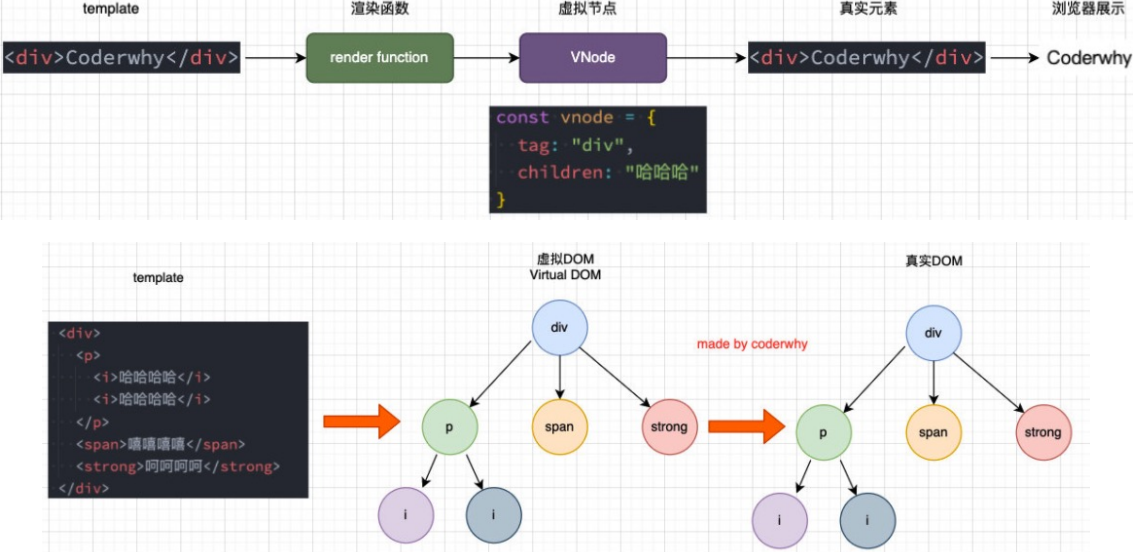 template
渲染函数
虚拟节点
真实元素
浏览器展示
<div>Coderwhy</div>
render function
VNode
<div>Coderwhy</div>
Coderwhy
const vnode = {
tag: "div",
children: "哈哈哈"
}
template
虚拟DOM
Virtual DOM
真实DOM
<div>
<p>
<i>哈哈哈哈</i>
<i>哈哈哈哈</i>
</p>
<span>嘻嘻嘻嘻</span>
<strong>呵呵呵呵</strong>
</div>
div
p
span
strong
i
i
made by coderwhy
div
p
span
strong
i
i